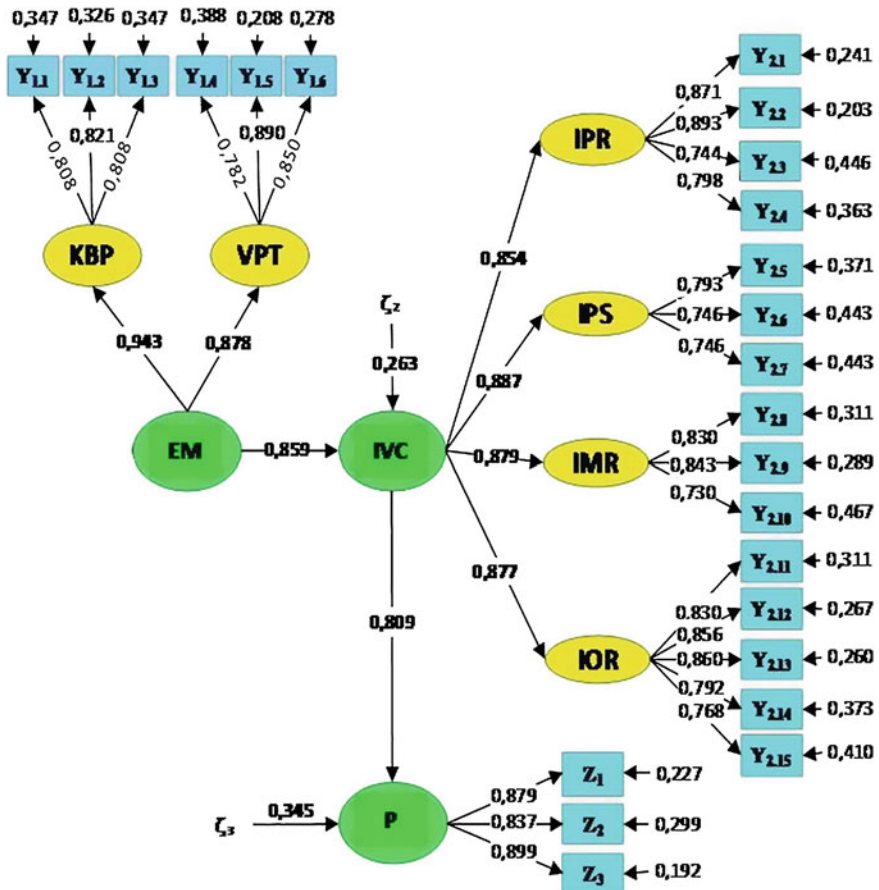 0,347 0,326 0,347 0,388 0,208 0,278
Y1.1 Y1.2 Y1.3 Y1.4 Y1.5 Y1.6
0,808 0,821 0,808 0,782 0,890 0,850
KBP VPT
0,943 0,878
EM 0,859 IVC
ζ2
0,263
0,854
0,887
0,879
0,877
0,809
IPR
0,871 Y2.1 0,241
0,893 Y2.2 0,203
0,744 Y2.3 0,446
0,798 Y2.4 0,363
IPS
0,793 Y2.5 0,371
0,746 Y2.6 0,443
0,746 Y2.7 0,443
IMR
0,830 Y2.8 0,311
0,843 Y2.9 0,289
0,730 Y2.10 0,467
IOR
0,830 Y2.11 0,311
0,856 Y2.12 0,267
0,860 Y2.13 0,260
0,792 Y2.14 0,373
0,768 Y2.15 0,410
ζ3 0,345 P
0,879 Z1 0,227
0,837 Z2 0,299
0,899 Z3 0,192